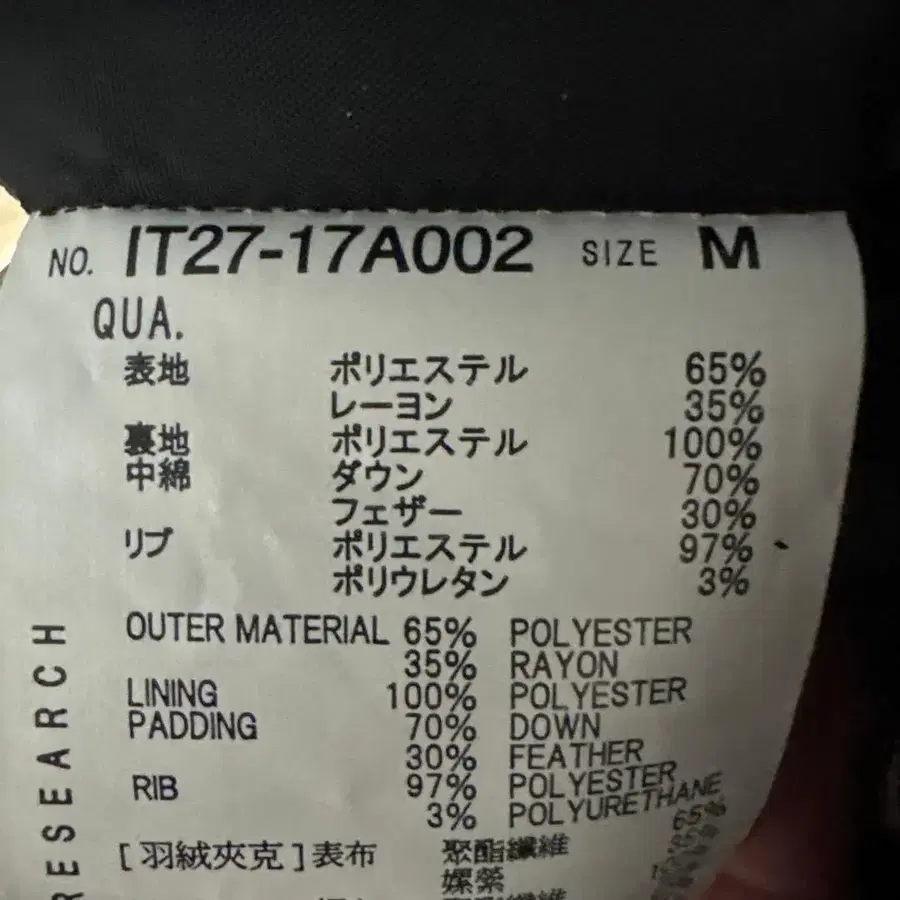 NO. IT27-17A002 SIZE M
QUA.
表地 ポリエステル 65%
レーヨン 35%
裏地 ポリエステル 100%
中綿 ダウン 70%
フェザー 30%
リブ ポリエステル 97%
ポリウレタン 3%
OUTER MATERIAL 65% POLYESTER
35% RAYON
LINING 100% POLYESTER
PADDING 70% DOWN
30% FEATHER
RIB 97% POLYESTER
3% POLYURETHANE
[羽絨夾克]表布 聚酯纖維 65%
嫘縈
RESEARCH